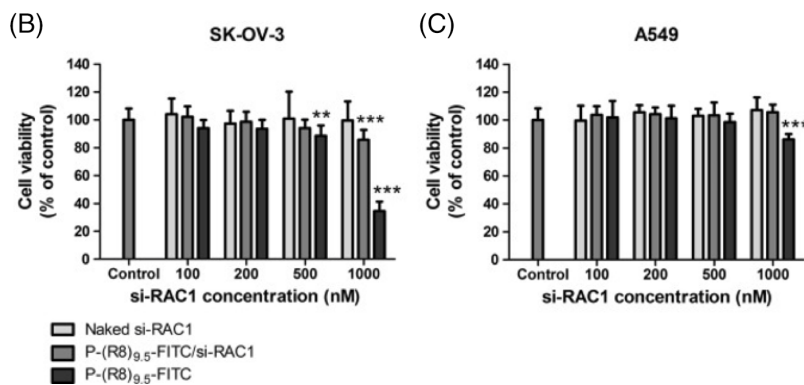 (B)
SK-OV-3
Cell viability
(% of control)
140
120
100
80
60
40
20
0
**
***
***
Control 100 200 500 1000
si-RAC1 concentration (nM)
Naked si-RAC1
P-(R8)9.5-FITC/si-RAC1
P-(R8)9.5-FITC
(C)
A549
Cell viability
(% of control)
140
120
100
80
60
40
20
0
***
Control 100 200 500 1000
si-RAC1 concentration (nM)